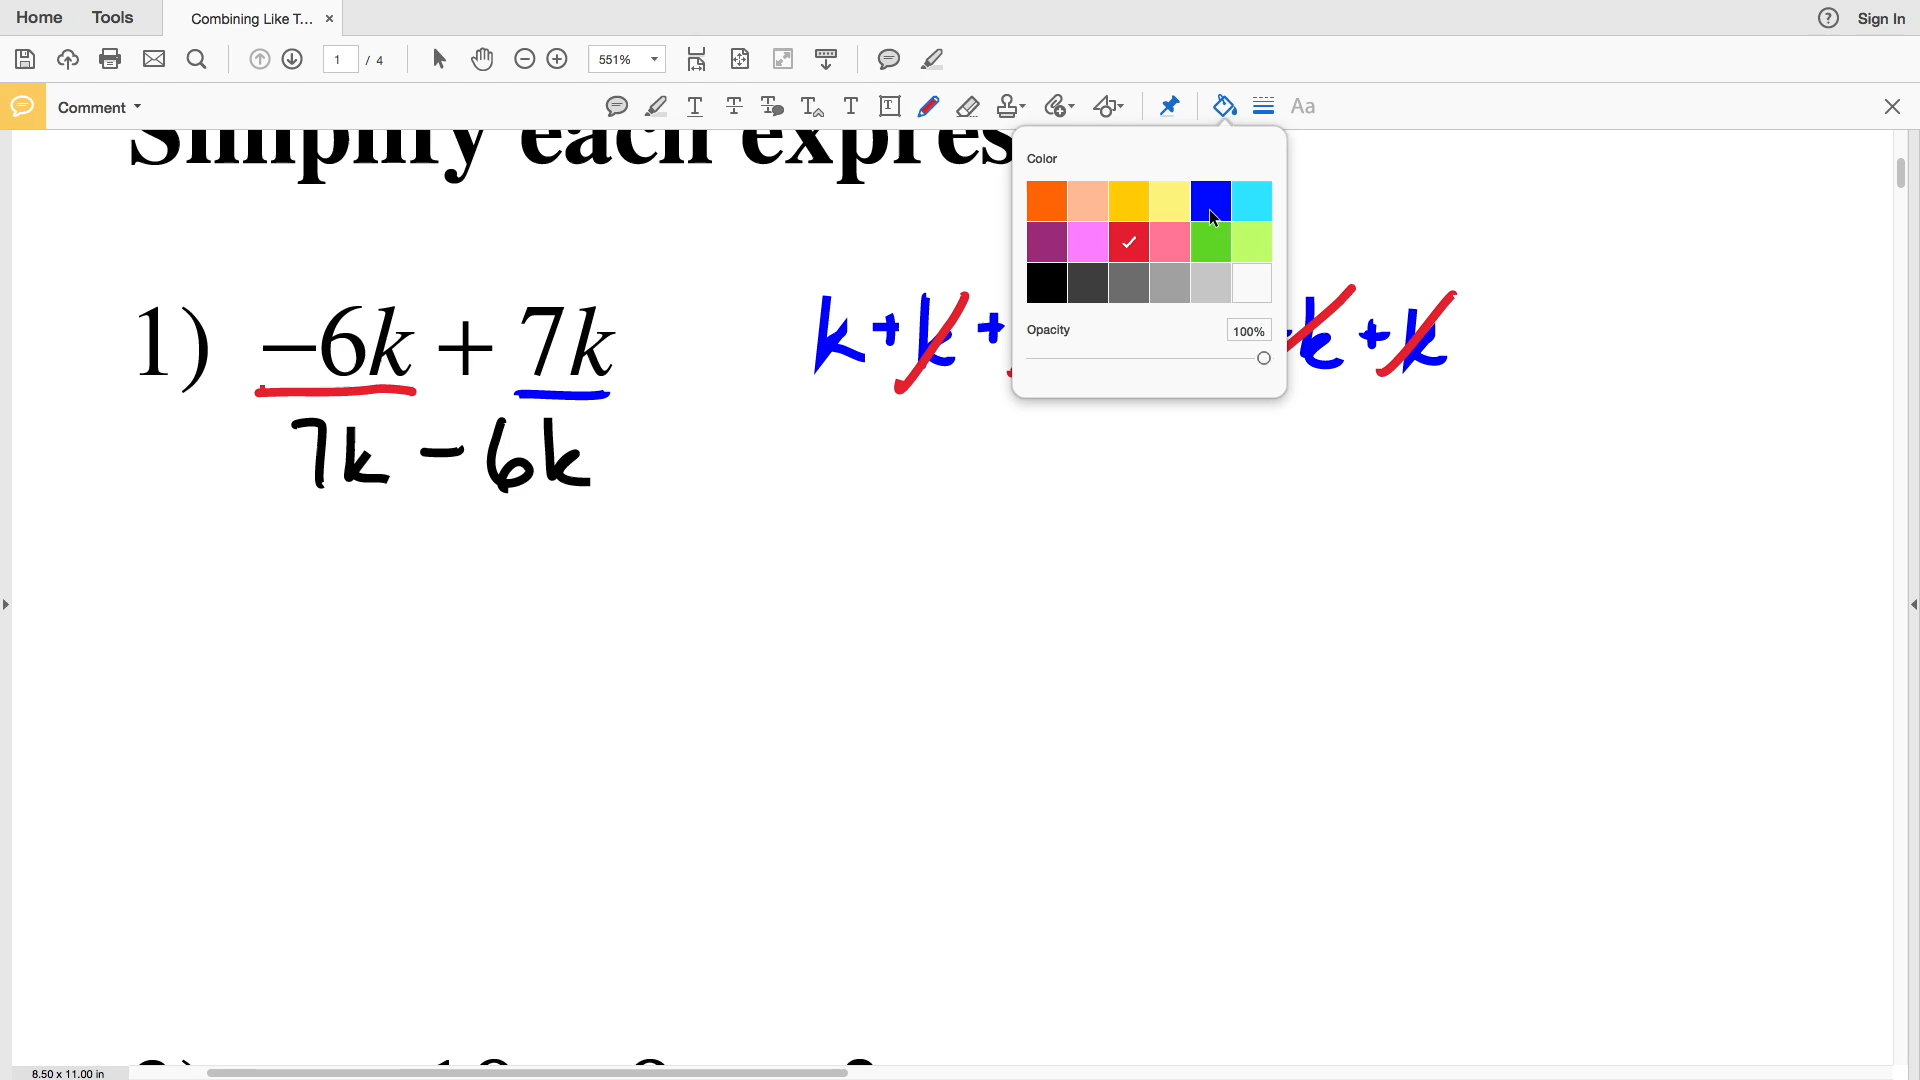 Home Tools Combining Like T... × ? Sign In
1 / 4 551%
Comment Aa
Simplify each expres
Color
1) −6k + 7k
k + k + k + k
Opacity 100%
7k - 6k
8.50 x 11.00 in